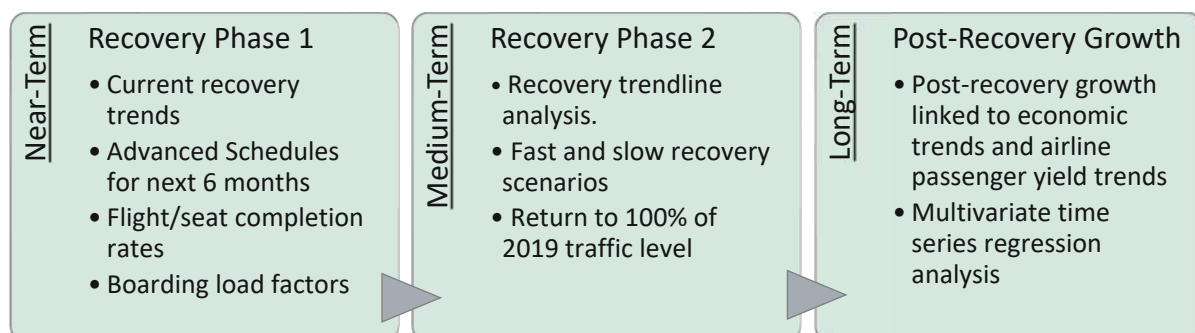 Near-Term
Recovery Phase 1
• Current recovery
trends
• Advanced Schedules
for next 6 months
• Flight/seat completion
rates
• Boarding load factors
Medium-Term
Recovery Phase 2
• Recovery trendline
analysis.
• Fast and slow recovery
scenarios
• Return to 100% of
2019 traffic level
Long-Term
Post-Recovery Growth
• Post-recovery growth
linked to economic
trends and airline
passenger yield trends
• Multivariate time
series regression
analysis